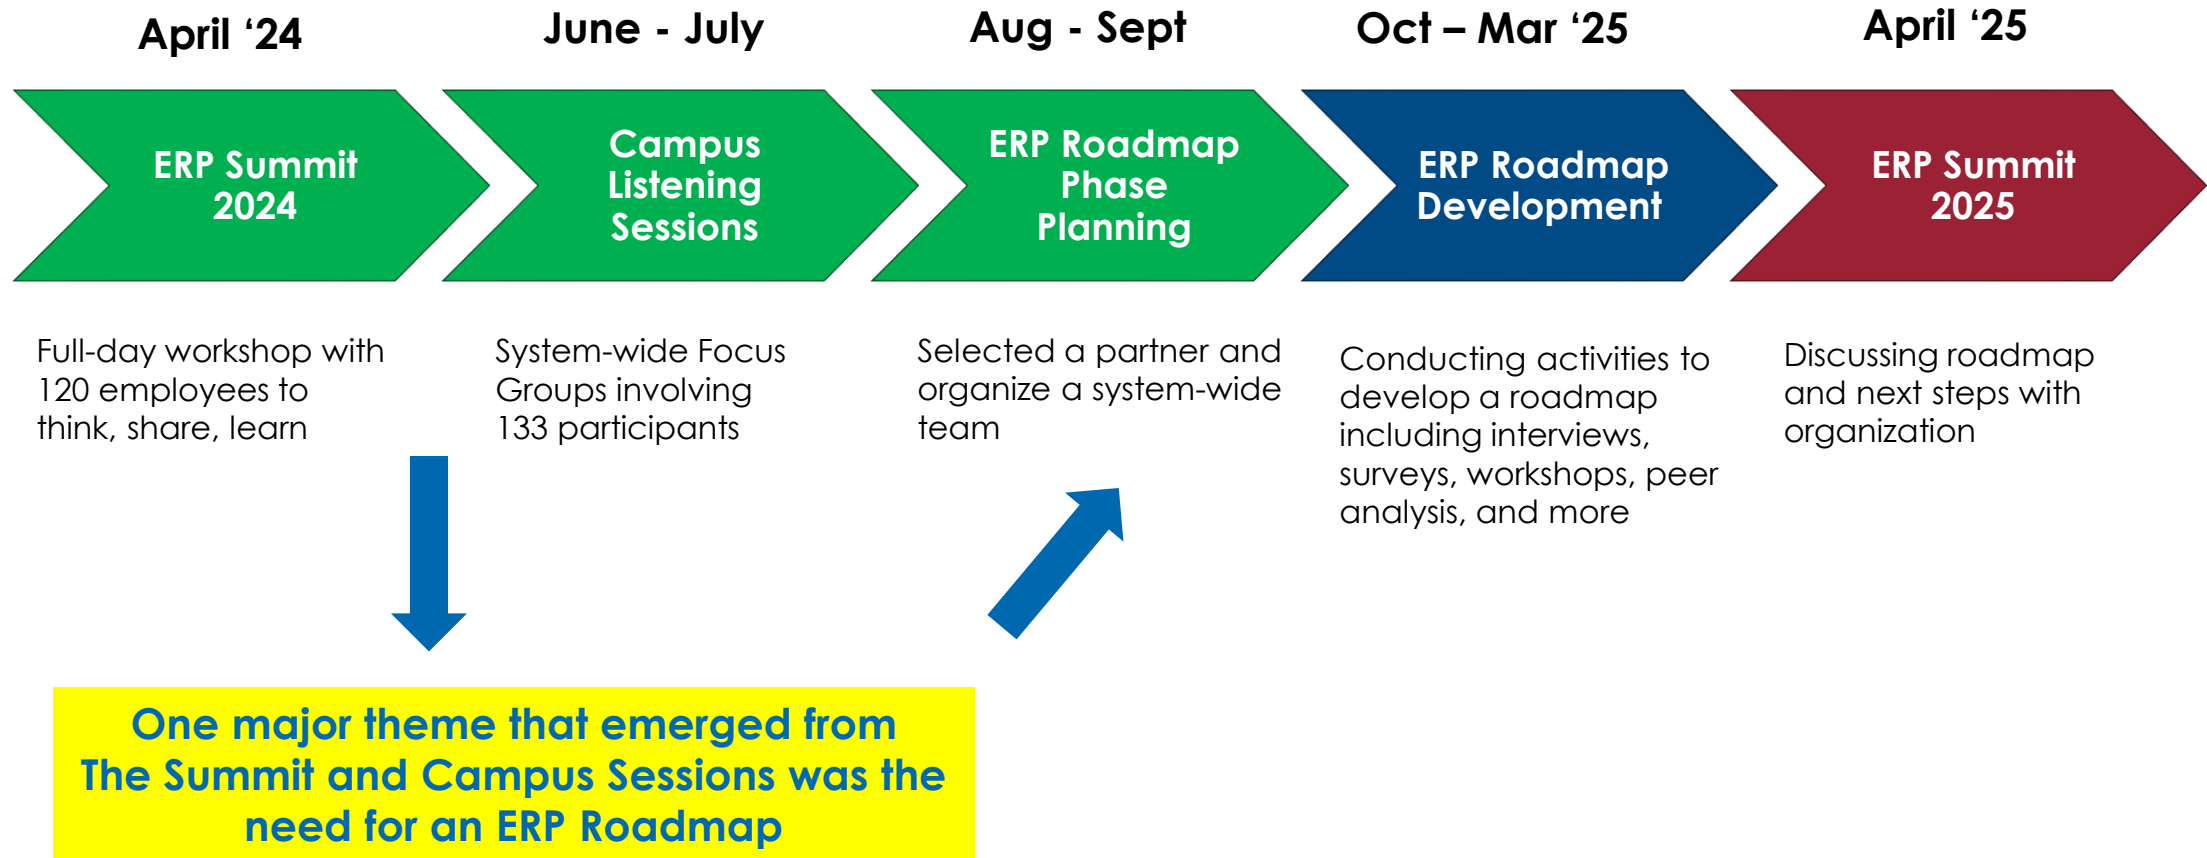 April ‘24
June - July
Aug - Sept
Oct – Mar ‘25
April ‘25
ERP Summit
2024
Campus
Listening
Sessions
ERP Roadmap
Phase
Planning
ERP Roadmap
Development
ERP Summit
2025
Full-day workshop with
120 employees to
think, share, learn
System-wide Focus
Groups involving
133 participants
Selected a partner and
organize a system-wide
team
Conducting activities to
develop a roadmap
including interviews,
surveys, workshops, peer
analysis, and more
Discussing roadmap
and next steps with
organization
One major theme that emerged from
The Summit and Campus Sessions was the
need for an ERP Roadmap